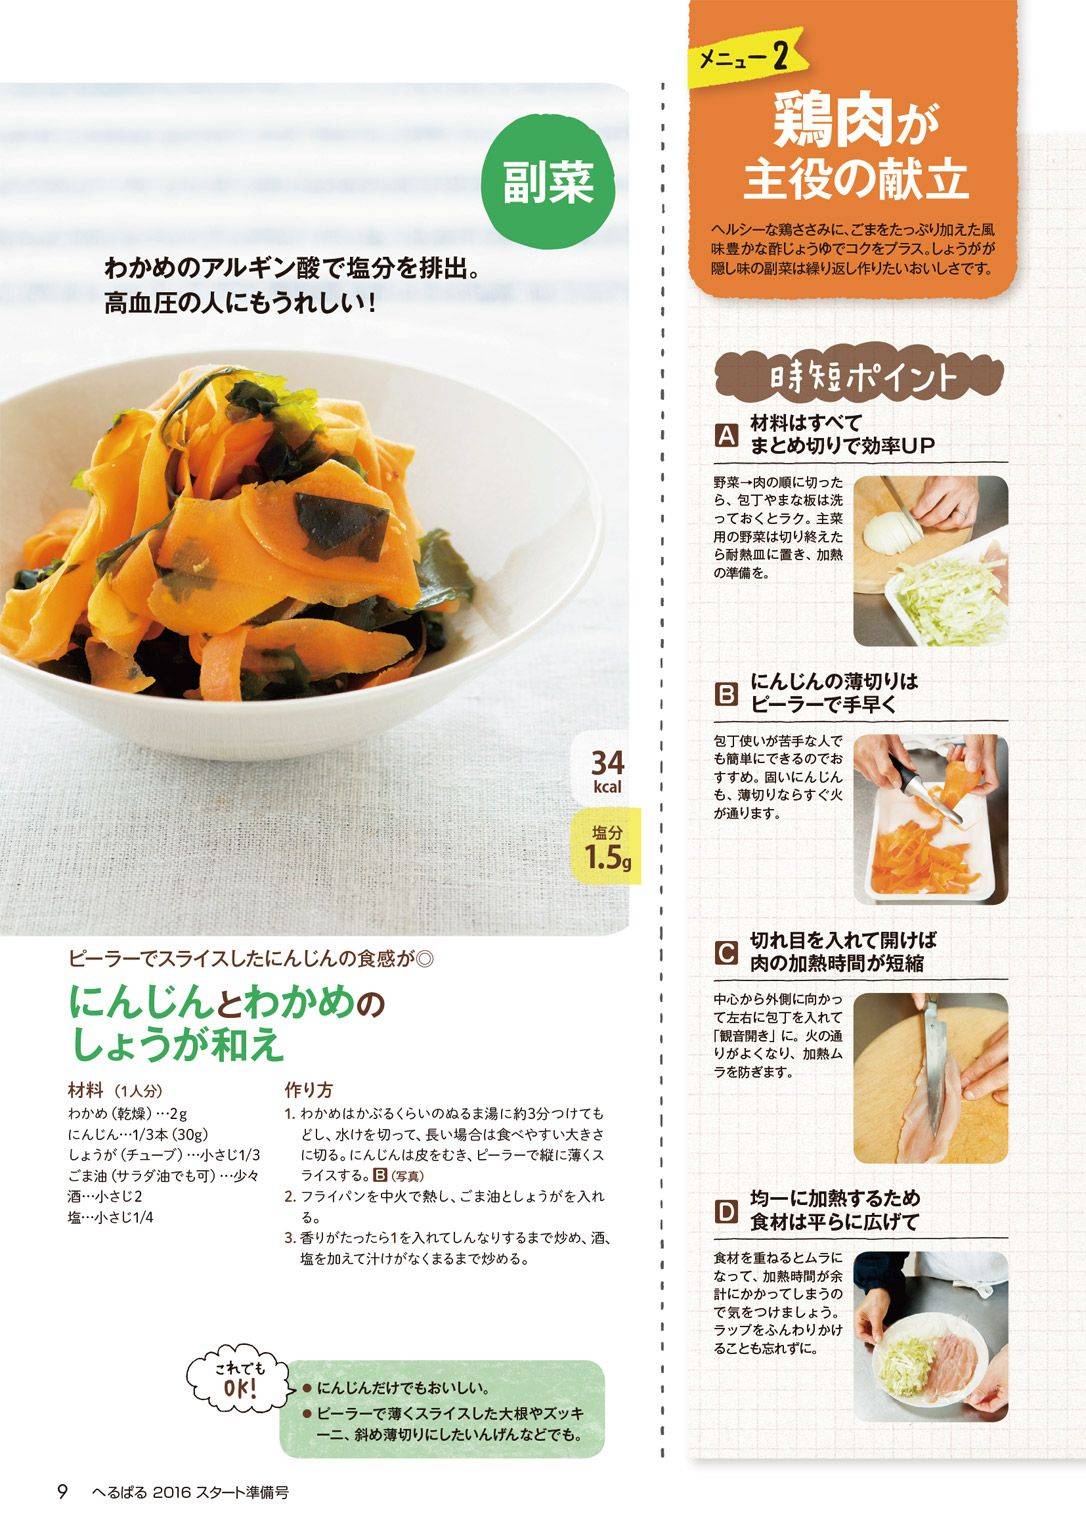 副菜
わかめのアルギン酸で塩分を排出。
高血圧の人にもうれしい！
34
kcal
塩分
1.5g
ピーラーでスライスしたにんじんの食感が◎
にんじんとわかめの
しょうが和え
材料（1人分）
わかめ（乾燥）…2g
にんじん…1/3本（30g）
しょうが（チューブ）…小さじ1/3
ごま油（サラダ油でも可）…少々
酒…小さじ2
塩…小さじ1/4
作り方
1. わかめはかぶるくらいのぬるま湯に約3分つけても
どし、水けを切って、長い場合は食べやすい大きさ
に切る。にんじんは皮をむき、ピーラーで縦に薄くス
ライスする。B（写真）
2. フライパンを中火で熱し、ごま油としょうがを入れ
る。
3. 香りがたったら1を入れてしんなりするまで炒め、酒、
塩を加えて汁けがなくまるまで炒める。
これでも
OK!
● にんじんだけでもおいしい。
● ピーラーで薄くスライスした大根やズッキ
ーニ、斜め薄切りにしたいんげんなどでも。
メニュー2
鶏肉が
主役の献立
ヘルシーな鶏ささみに、ごまをたっぷり加えた風
味豊かな酢じょうゆでコクをプラス。しょうがが
隠し味の副菜は繰り返し作りたいおいしさです。
時短ポイント
A 材料はすべて
まとめ切りで効率UP
野菜→肉の順に切った
ら、包丁やまな板は洗
っておくとラク。主菜
用の野菜は切り終えた
ら耐熱皿に置き、加熱
の準備を。
B にんじんの薄切りは
ピーラーで手早く
包丁使いが苦手な人で
も簡単にできるのでお
すすめ。固いにんじん
も、薄切りならすぐ火
が通ります。
C 切れ目を入れて開けば
肉の加熱時間が短縮
中心から外側に向かっ
て左右に包丁を入れて
「観音開き」に。火の通
りがよくなり、加熱ム
ラを防ぎます。
D 均一に加熱するため
食材は平らに広げて
食材を重ねるとムラに
なって、加熱時間が余
計にかかってしまうの
で気をつけましょう。
ラップをふんわりかけ
ることも忘れずに。
9 へるぱる 2016 スタート準備号